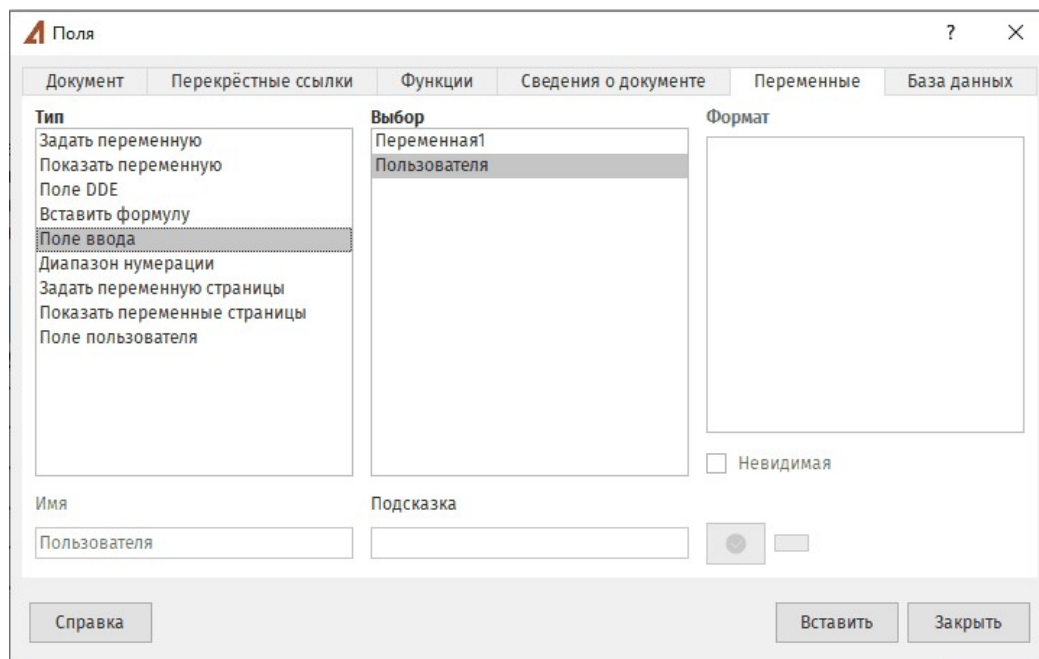 Поля
?
Документ Перекрёстные ссылки Функции Сведения о документе Переменные База данных
Тип
Задать переменную
Показать переменную
Поле DDE
Вставить формулу
Поле ввода
Диапазон нумерации
Задать переменную страницы
Показать переменные страницы
Поле пользователя
Выбор
Переменная1
Пользователя
Формат
Невидимая
Имя
Пользователя
Подсказка
Справка
Вставить
Закрыть